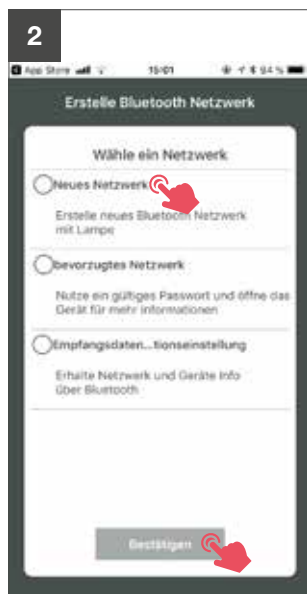 2
App Store 15:01 94 %
Erstelle Bluetooth Netzwerk
Wähle ein Netzwerk
Neues Netzwerk
Erstelle neues Bluetooth Netzwerk
mit Lampe
bevorzugtes Netzwerk
Nutze ein gültiges Passwort und öffne das
Gerät für mehr informationen
Empfangsdaten...tionseinstellung
Erhalte Netzwerk und Geräte Info
über Bluetooth
Bestätigen